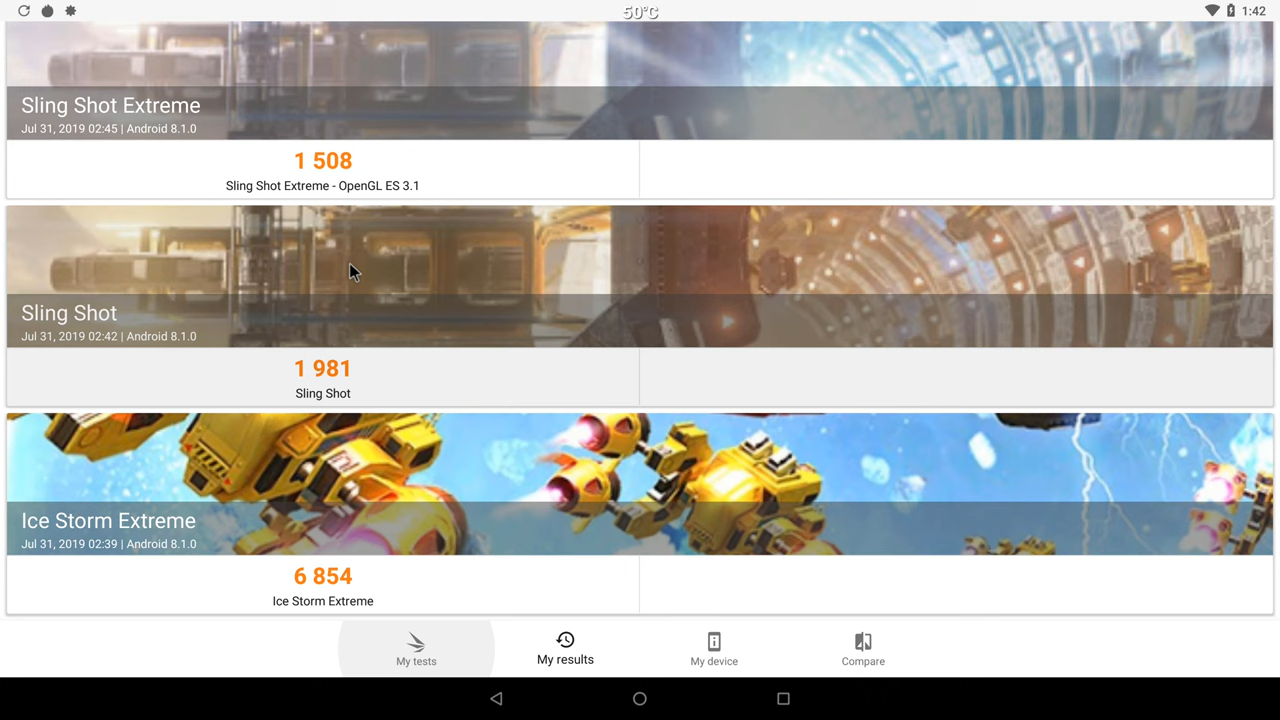 50°C
1:42
Sling Shot Extreme
Jul 31, 2019 02:45 | Android 8.1.0
1 508
Sling Shot Extreme - OpenGL ES 3.1
Sling Shot
Jul 31, 2019 02:42 | Android 8.1.0
1 981
Sling Shot
Ice Storm Extreme
Jul 31, 2019 02:39 | Android 8.1.0
6 854
Ice Storm Extreme
My tests
My results
My device
Compare